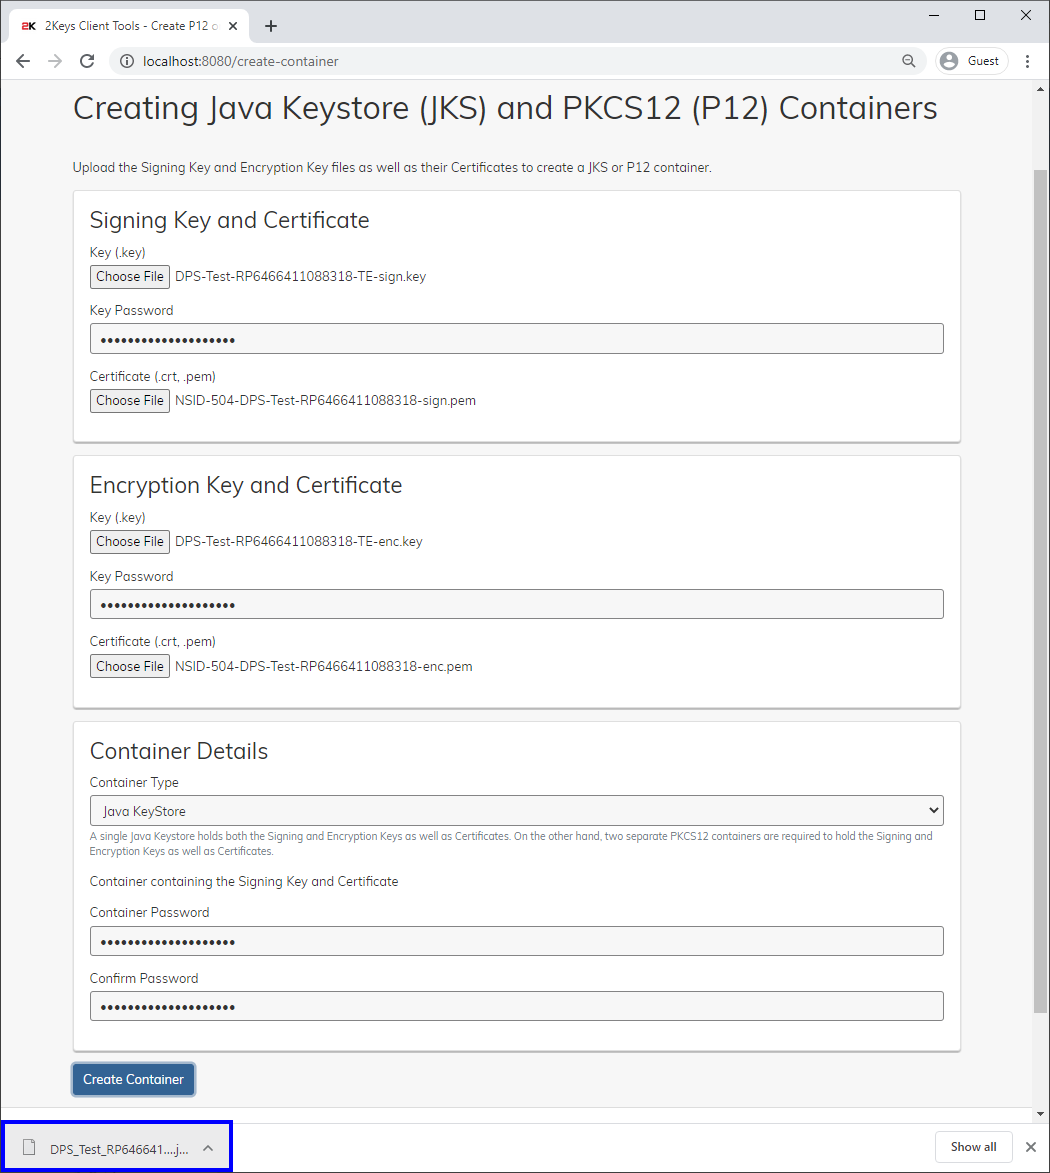 2K 2Keys Client Tools - Create P12 o
localhost:8080/create-container
Guest
Creating Java Keystore (JKS) and PKCS12 (P12) Containers
Upload the Signing Key and Encryption Key files as well as their Certificates to create a JKS or P12 container.
Signing Key and Certificate
Key (.key)
Choose File DPS-Test-RP6466411088318-TE-sign.key
Key Password
••••••••••••••••••••
Certificate (.crt, .pem)
Choose File NSID-504-DPS-Test-RP6466411088318-sign.pem
Encryption Key and Certificate
Key (.key)
Choose File DPS-Test-RP6466411088318-TE-enc.key
Key Password
••••••••••••••••••••
Certificate (.crt, .pem)
Choose File NSID-504-DPS-Test-RP6466411088318-enc.pem
Container Details
Container Type
Java KeyStore
A single Java Keystore holds both the Signing and Encryption Keys as well as Certificates. On the other hand, two separate PKCS12 containers are required to hold the Signing and
Encryption Keys as well as Certificates.
Container containing the Signing Key and Certificate
Container Password
••••••••••••••••••••
Confirm Password
••••••••••••••••••••
Create Container
DPS_Test_RP646641....j...
Show all